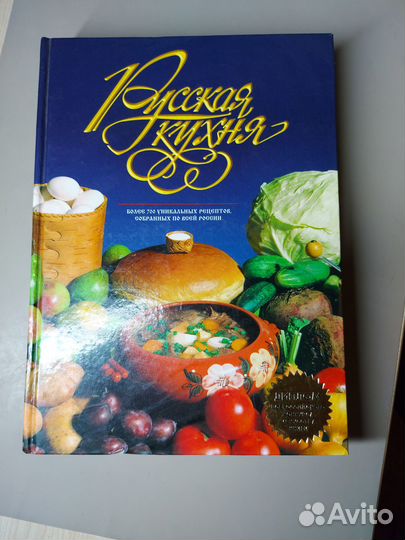 Русская
кухня
БОЛЕЕ 700 УНИКАЛЬНЫХ РЕЦЕПТОВ,
СОБРАННЫХ ПО ВСЕЙ РОССИИ
Avito